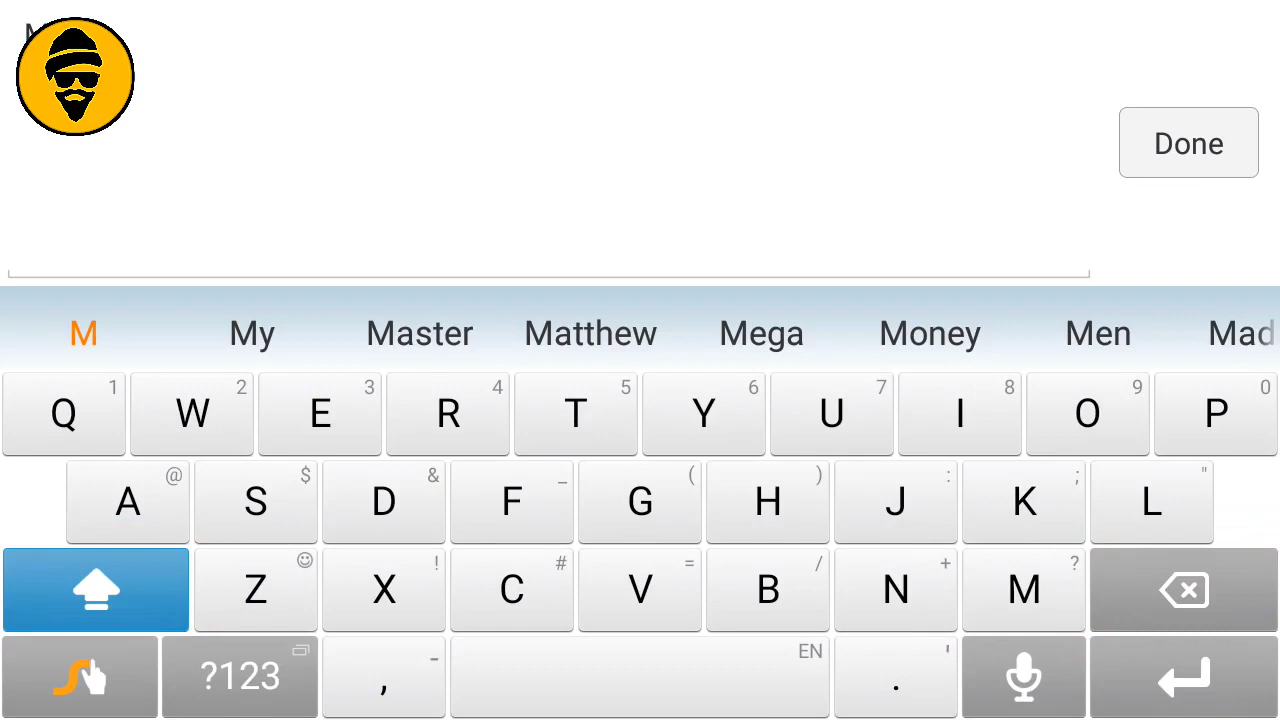 M
Done
M My Master Matthew Mega Money Men Mad
1 2 3 4 5 6 7 8 9 0
Q W E R T Y U I O P
@ $ & _ ( ) : ; "
A S D F G H J K L
! # = / + ?
Z X C V B N M
EN '
?123 , - .